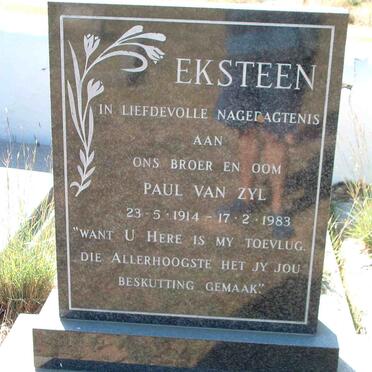 EKSTEEN
IN LIEFDEVOLLE NAGEDAGTENIS
AAN
ONS BROER EN OOM
PAUL VAN ZYL
23-5-1914-17-2-1983
"WANT U HERE IS MY TOEVLUG.
DIE ALLERHOOGSTE HET JY JOU
BESKUTTING GEMAAK"